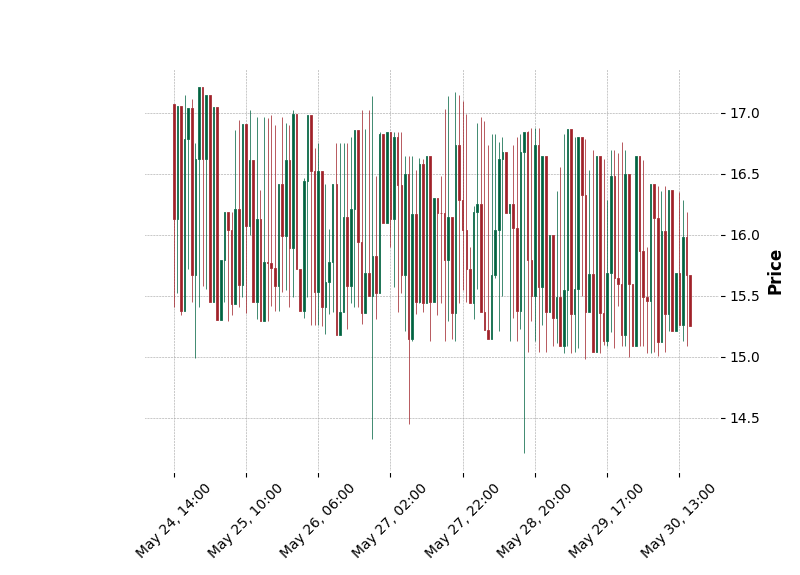 17.0
16.5
16.0
15.5
15.0
14.5
Price
May 24, 14:00
May 25, 10:00
May 26, 06:00
May 27, 02:00
May 27, 22:00
May 28, 20:00
May 29, 17:00
May 30, 13:00